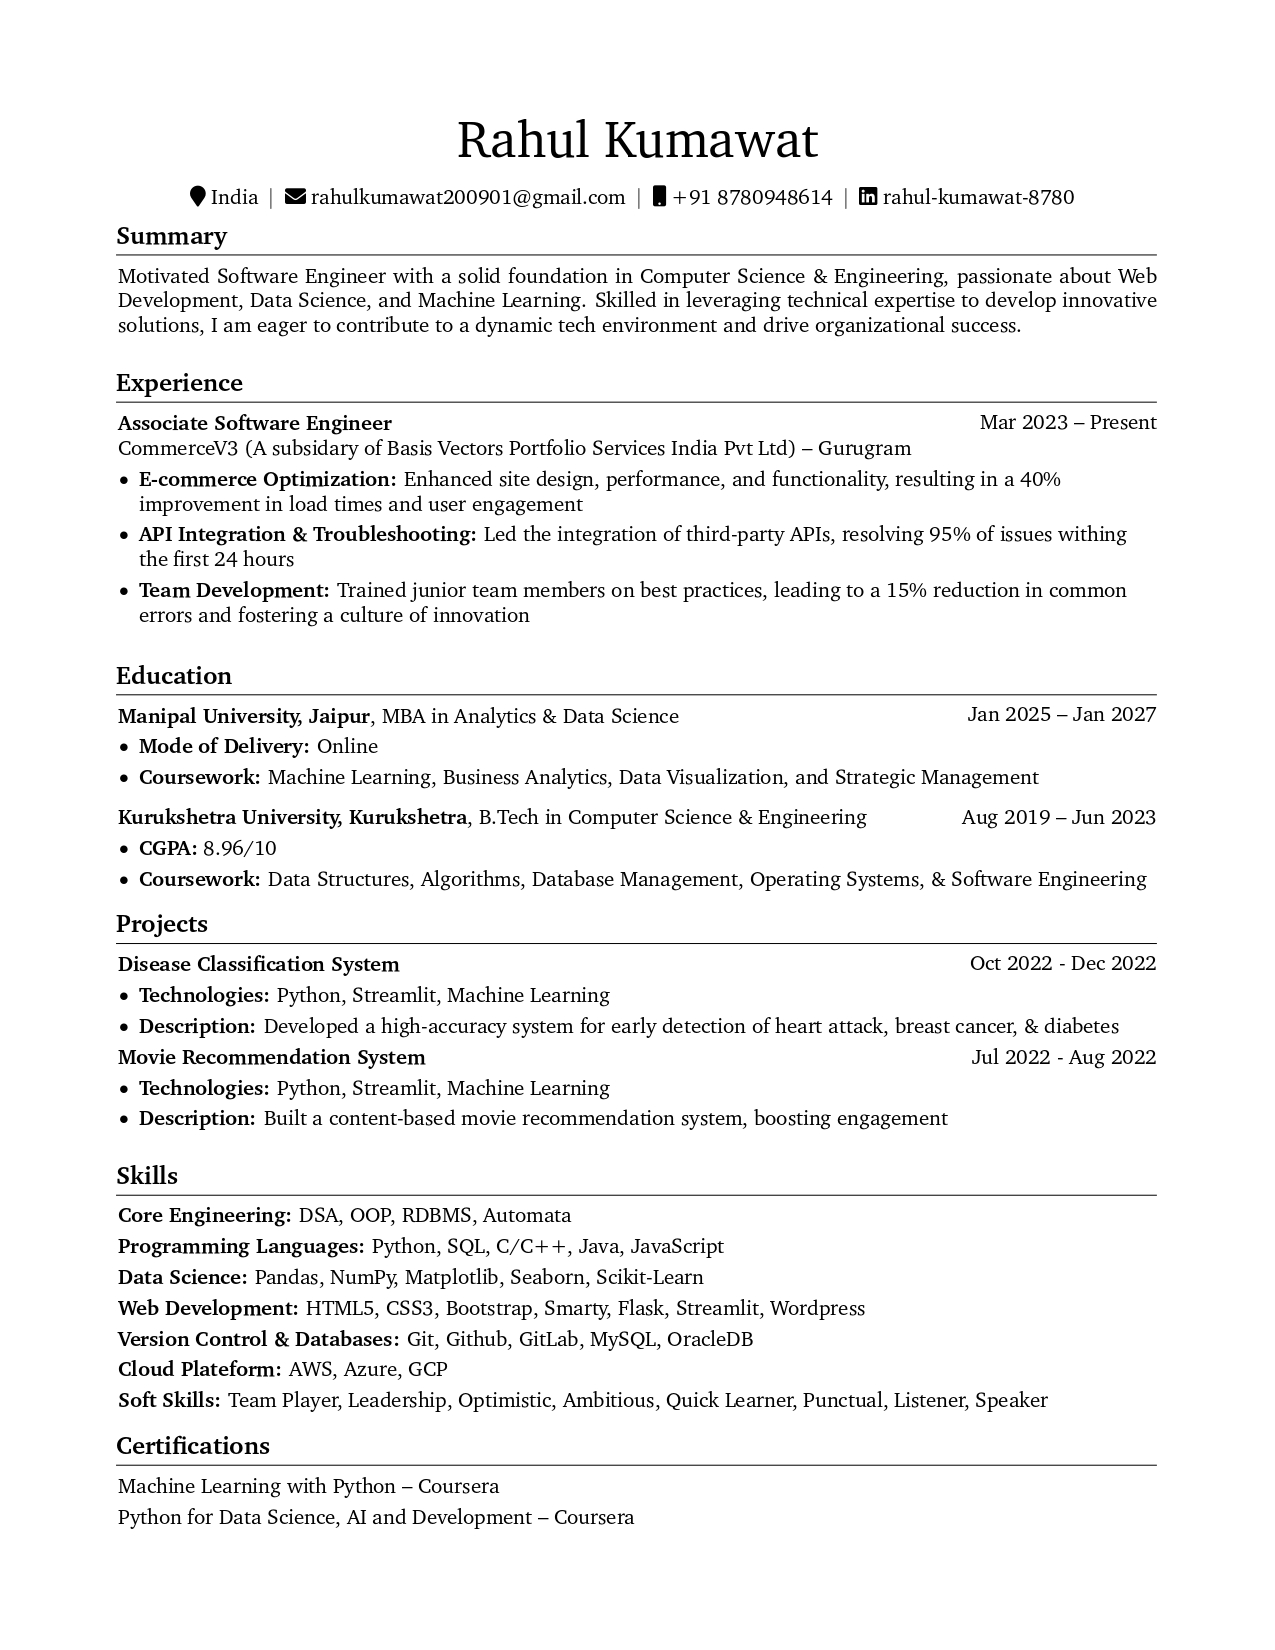 Rahul Kumawat
India | rahulkumawat200901@gmail.com | +91 8780948614 | rahul-kumawat-8780
Summary
Motivated Software Engineer with a solid foundation in Computer Science & Engineering, passionate about Web
Development, Data Science, and Machine Learning. Skilled in leveraging technical expertise to develop innovative
solutions, I am eager to contribute to a dynamic tech environment and drive organizational success.
Experience
Associate Software Engineer Mar 2023 – Present
CommerceV3 (A subsidary of Basis Vectors Portfolio Services India Pvt Ltd) – Gurugram
• E-commerce Optimization: Enhanced site design, performance, and functionality, resulting in a 40%
improvement in load times and user engagement
• API Integration & Troubleshooting: Led the integration of third-party APIs, resolving 95% of issues withing
the first 24 hours
• Team Development: Trained junior team members on best practices, leading to a 15% reduction in common
errors and fostering a culture of innovation
Education
Manipal University, Jaipur, MBA in Analytics & Data Science Jan 2025 – Jan 2027
• Mode of Delivery: Online
• Coursework: Machine Learning, Business Analytics, Data Visualization, and Strategic Management
Kurukshetra University, Kurukshetra, B.Tech in Computer Science & Engineering Aug 2019 – Jun 2023
• CGPA: 8.96/10
• Coursework: Data Structures, Algorithms, Database Management, Operating Systems, & Software Engineering
Projects
Disease Classification System Oct 2022 - Dec 2022
• Technologies: Python, Streamlit, Machine Learning
• Description: Developed a high-accuracy system for early detection of heart attack, breast cancer, & diabetes
Movie Recommendation System Jul 2022 - Aug 2022
• Technologies: Python, Streamlit, Machine Learning
• Description: Built a content-based movie recommendation system, boosting engagement
Skills
Core Engineering: DSA, OOP, RDBMS, Automata
Programming Languages: Python, SQL, C/C++, Java, JavaScript
Data Science: Pandas, NumPy, Matplotlib, Seaborn, Scikit-Learn
Web Development: HTML5, CSS3, Bootstrap, Smarty, Flask, Streamlit, Wordpress
Version Control & Databases: Git, Github, GitLab, MySQL, OracleDB
Cloud Plateform: AWS, Azure, GCP
Soft Skills: Team Player, Leadership, Optimistic, Ambitious, Quick Learner, Punctual, Listener, Speaker
Certifications
Machine Learning with Python – Coursera
Python for Data Science, AI and Development – Coursera